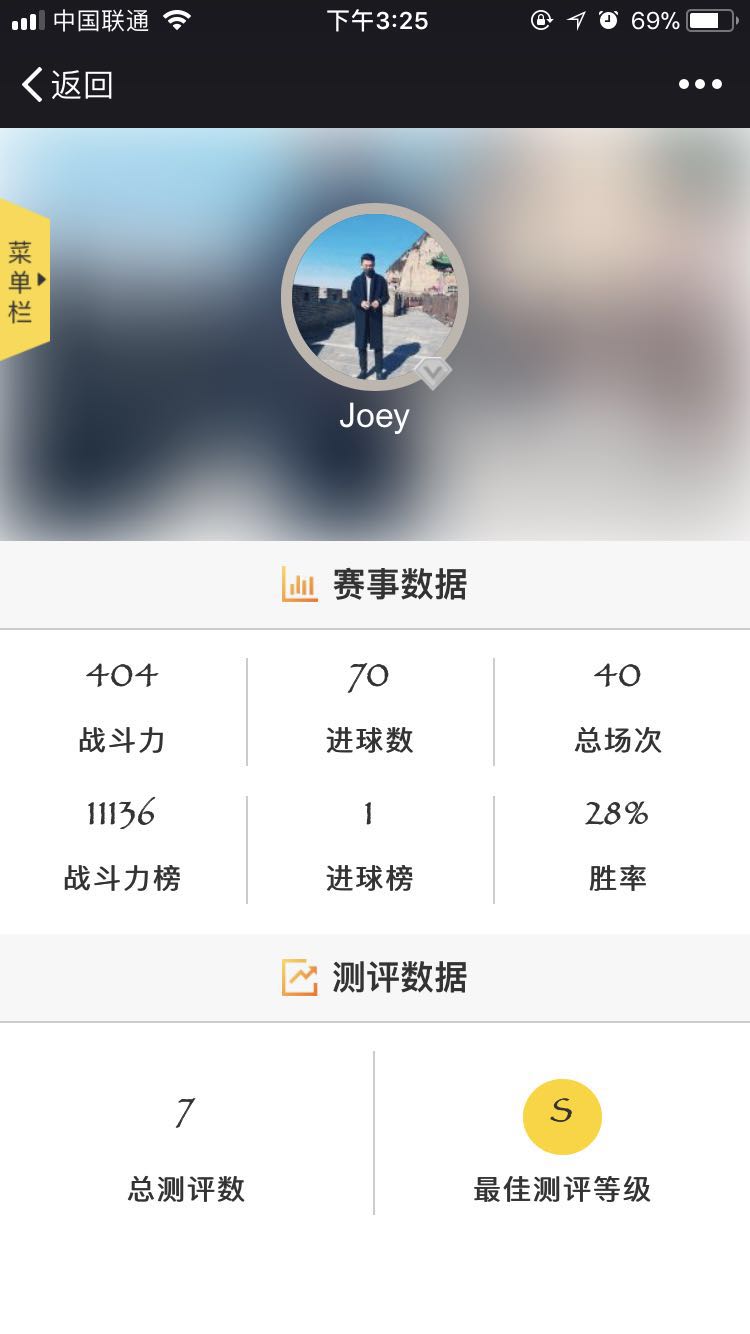 中国联通 下午3:25 69%
返回
菜单栏
Joey
赛事数据
404 70 40
战斗力 进球数 总场次
11136 1 28%
战斗力榜 进球榜 胜率
测评数据
7 S
总测评数 最佳测评等级